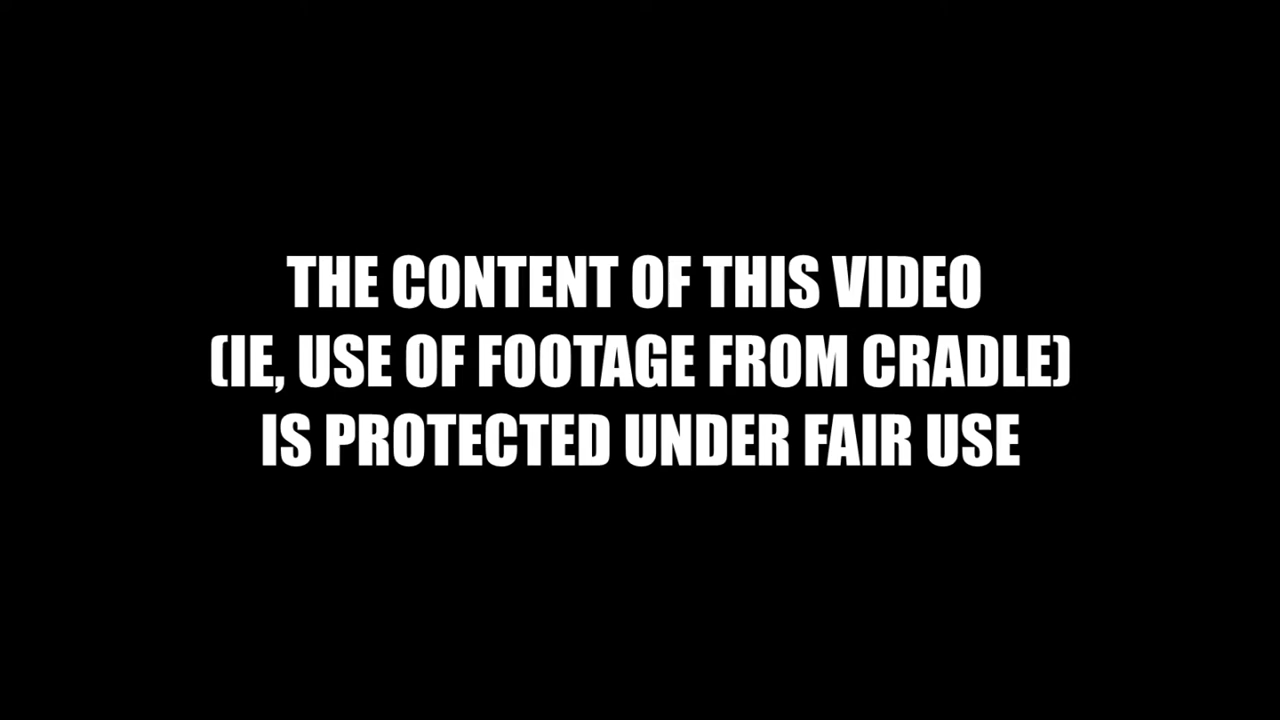 THE CONTENT OF THIS VIDEO
(IE, USE OF FOOTAGE FROM CRADLE)
IS PROTECTED UNDER FAIR USE